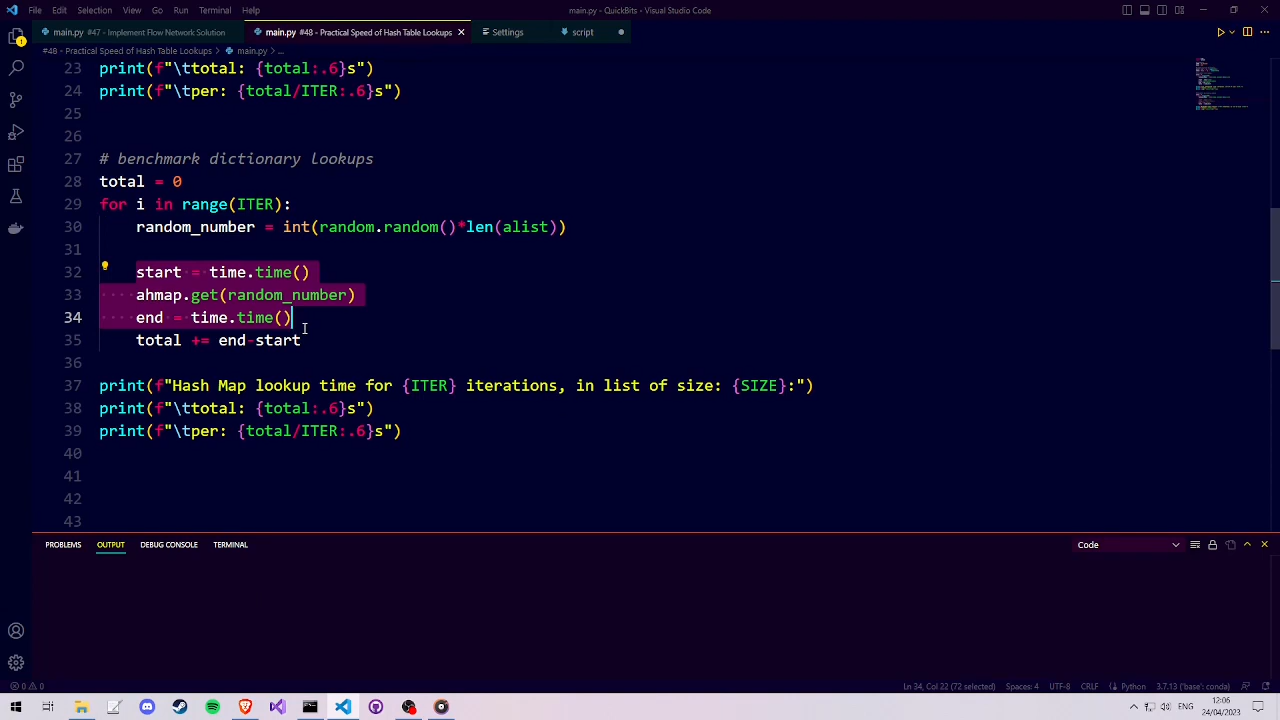 File Edit Selection View Go Run Terminal Help
main.py - QuickBits - Visual Studio Code
main.py #47 - Implement Flow Network Solution
main.py #48 - Practical Speed of Hash Table Lookups
Settings
script
#48 - Practical Speed of Hash Table Lookups > main.py > ...
23 print(f"\ttotal: {total:.6}s")
24 print(f"\tper: {total/ITER:.6}s")
25
26
27 # benchmark dictionary lookups
28 total = 0
29 for i in range(ITER):
30 random_number = int(random.random()*len(alist))
31
32 start = time.time()
33 ahmap.get(random_number)
34 end = time.time()
35 total += end-start
36
37 print(f"Hash Map lookup time for {ITER} iterations, in list of size: {SIZE}:")
38 print(f"\ttotal: {total:.6}s")
39 print(f"\tper: {total/ITER:.6}s")
40
41
42
43
PROBLEMS OUTPUT DEBUG CONSOLE TERMINAL
Code
0 0
Ln 34, Col 22 (72 selected) Spaces: 4 UTF-8 CRLF Python 3.7.13 ('base': conda)
ENG
12:06
24/04/2023